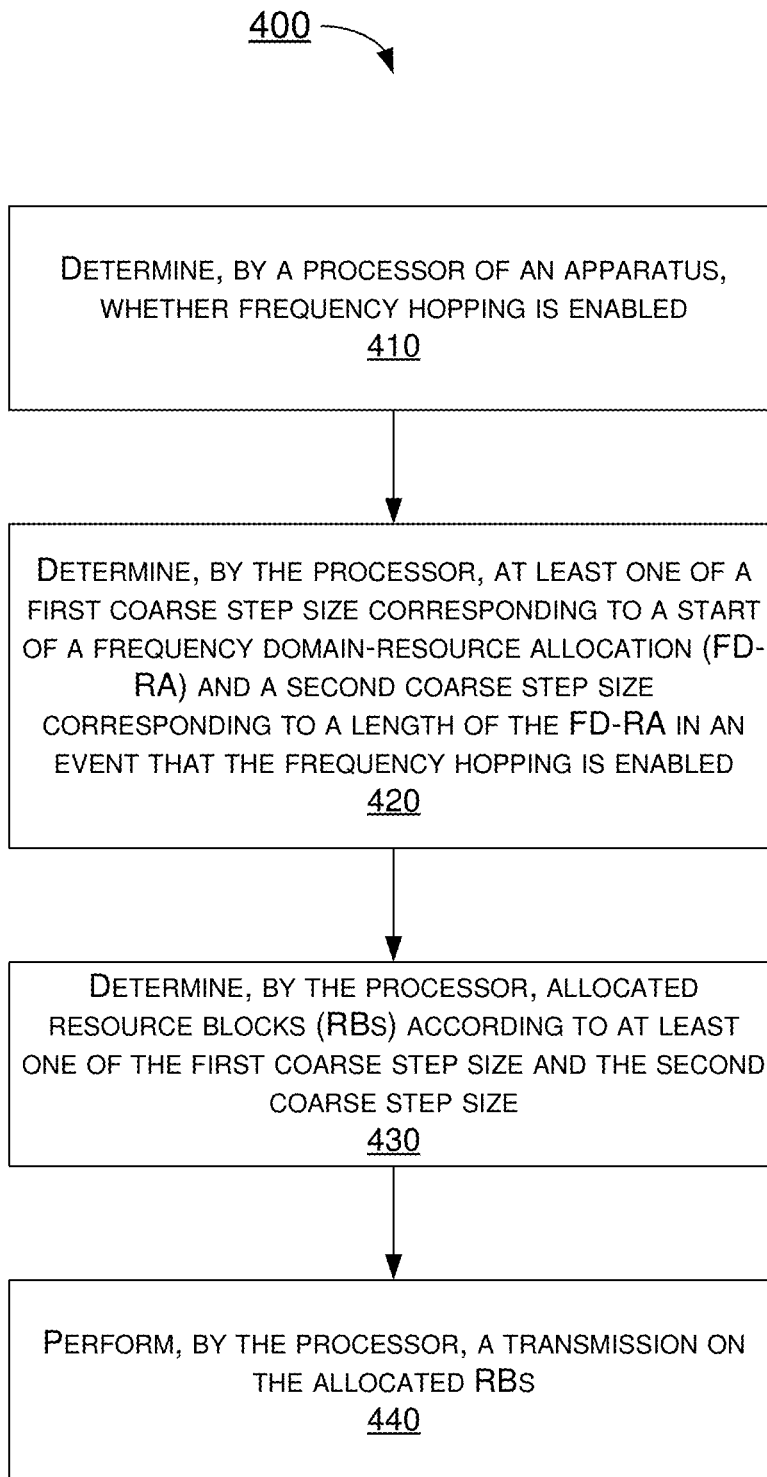 400
DETERMINE, BY A PROCESSOR OF AN APPARATUS,
WHETHER FREQUENCY HOPPING IS ENABLED
410
DETERMINE, BY THE PROCESSOR, AT LEAST ONE OF A
FIRST COARSE STEP SIZE CORRESPONDING TO A START
OF A FREQUENCY DOMAIN-RESOURCE ALLOCATION (FD-
RA) AND A SECOND COARSE STEP SIZE
CORRESPONDING TO A LENGTH OF THE FD-RA IN AN
EVENT THAT THE FREQUENCY HOPPING IS ENABLED
420
DETERMINE, BY THE PROCESSOR, ALLOCATED
RESOURCE BLOCKS (RBS) ACCORDING TO AT LEAST
ONE OF THE FIRST COARSE STEP SIZE AND THE SECOND
COARSE STEP SIZE
430
PERFORM, BY THE PROCESSOR, A TRANSMISSION ON
THE ALLOCATED RBS
440